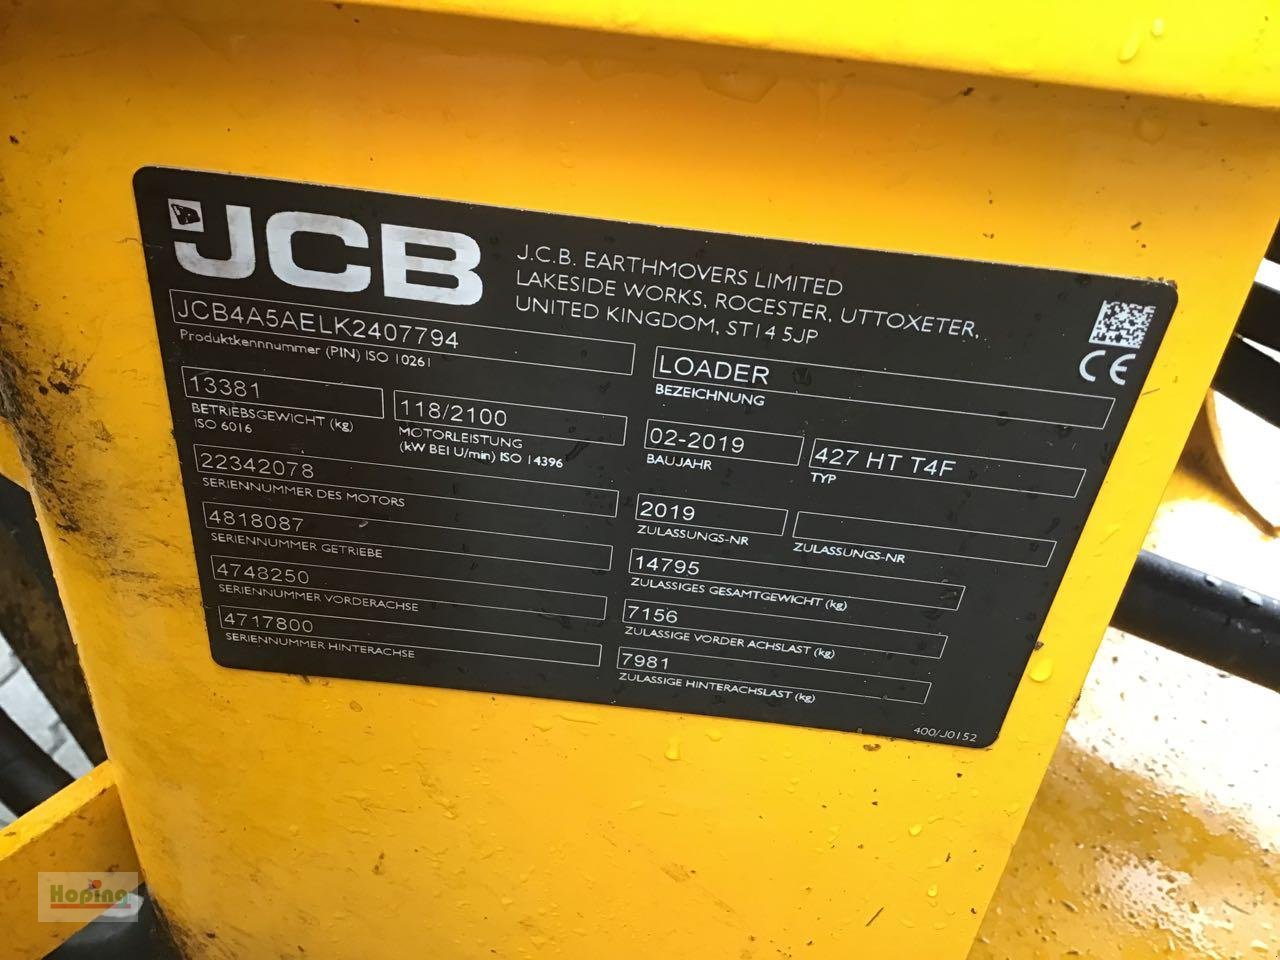 JCB
J.C.B. EARTHMOVERS LIMITED
LAKESIDE WORKS, ROCESTER, UTTOXETER,
UNITED KINGDOM, ST14 5JP
CE
JCB4A5AELK2407794
Produktkennnummer (PIN) ISO 10261
LOADER
BEZEICHNUNG
13381
BETRIEBSGEWICHT (kg)
ISO 6016
118/2100
MOTORLEISTUNG
(kW BEI U/min) ISO 14396
02-2019
BAUJAHR
427 HT T4F
TYP
22342078
SERIENNUMMER DES MOTORS
2019
ZULASSUNGS-NR
ZULASSUNGS-NR
4818087
SERIENNUMMER GETRIEBE
14795
ZULASSIGES GESAMTGEWICHT (kg)
4748250
SERIENNUMMER VORDERACHSE
7156
ZULASSIGE VORDER ACHSLAST (kg)
4717800
SERIENNUMMER HINTERACHSE
7981
ZULASSIGE HINTERACHSLAST (kg)
400/J0152
Hoping